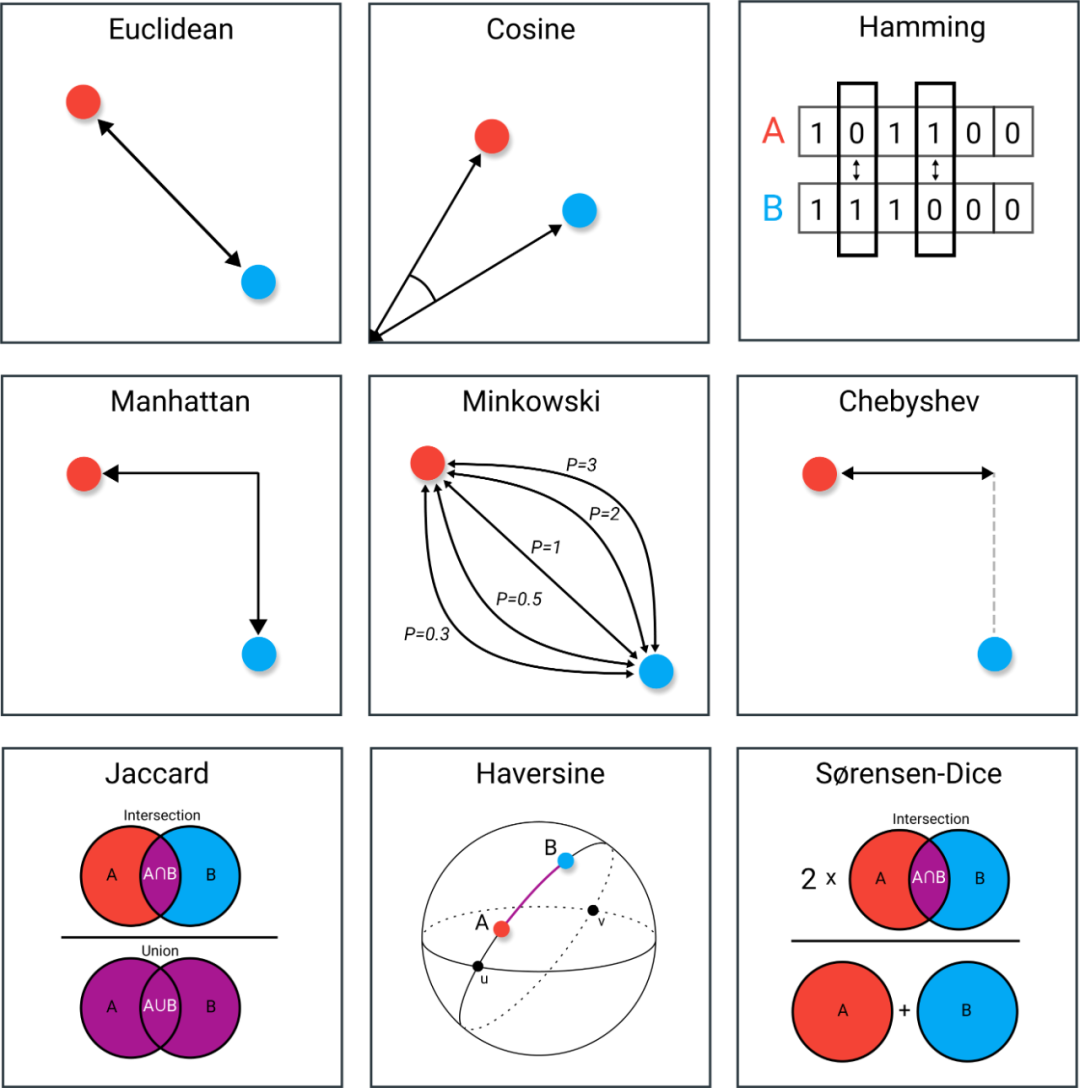 Euclidean
Cosine
Hamming
A 1 0 1 1 0 0
B 1 1 1 0 0 0
Manhattan
Minkowski
P=3
P=2
P=1
P=0.5
P=0.3
Chebyshev
Jaccard
Intersection
A A∩B B
Union
A A∪B B
Haversine
B
A
v
u
Sørensen-Dice
Intersection
2 x A A∩B B
A + B